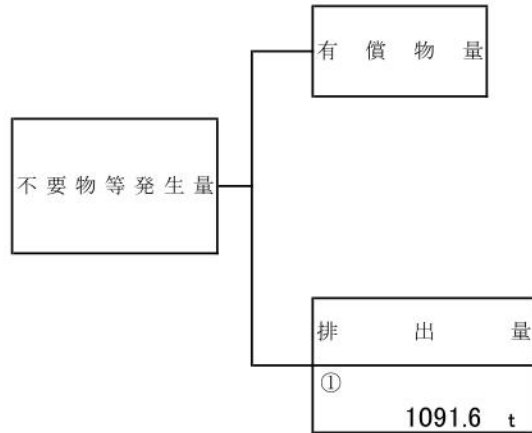 有償物量
不要物等発生量
排出量
①
1091.6 t